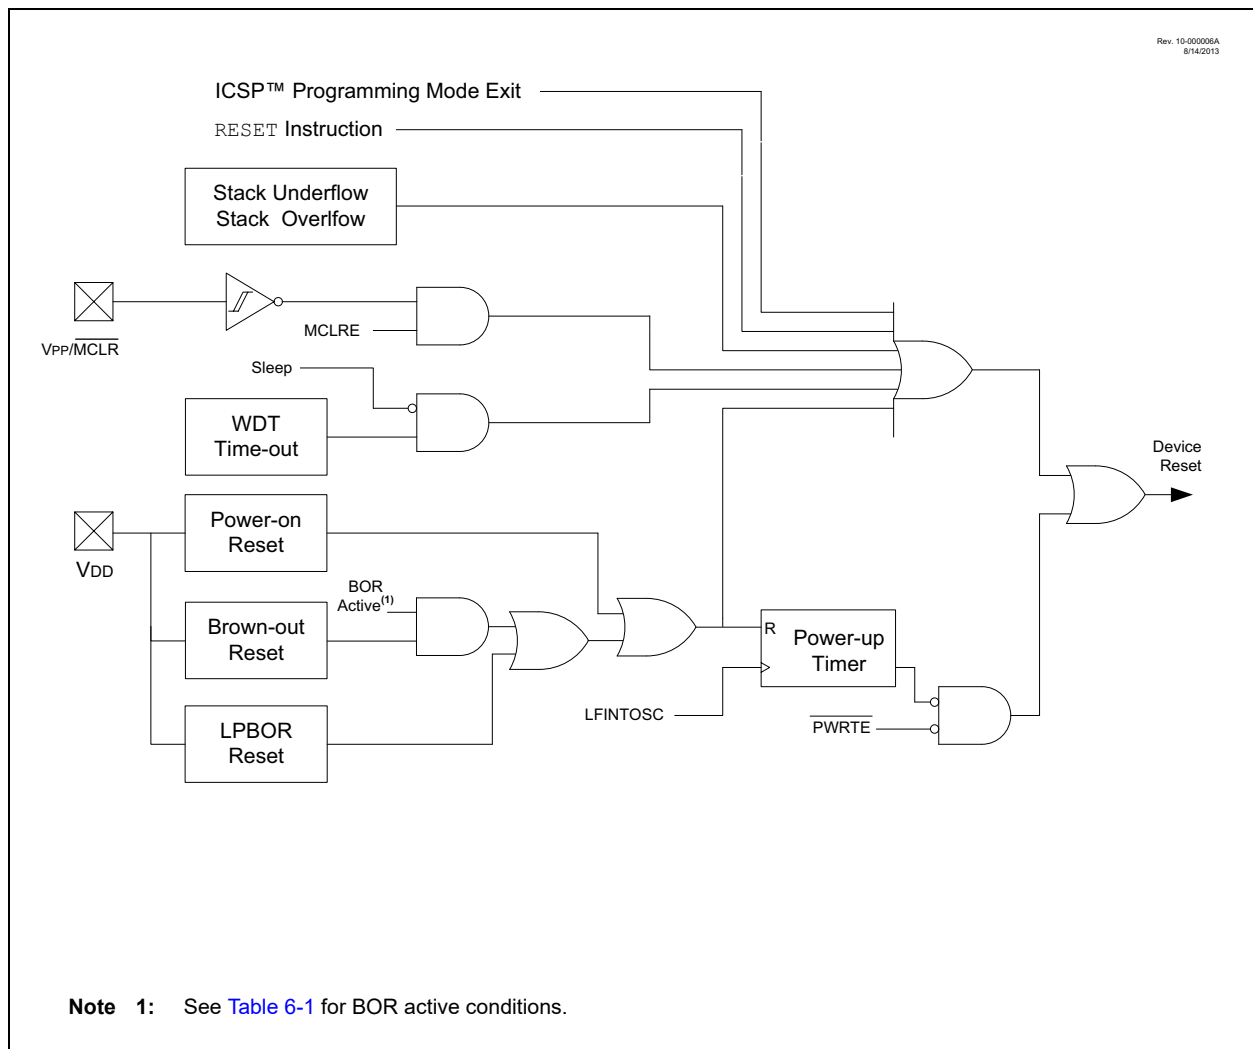 Rev. 10-000006A
8/14/2013
ICSP™ Programming Mode Exit
RESET Instruction
Stack Underflow
Stack Overlfow
VPP/MCLR
MCLRE
Sleep
WDT
Time-out
Device
Reset
VDD
Power-on
Reset
BOR
Active(1)
Brown-out
Reset
R
Power-up
Timer
LFINTOSC
PWRTE
LPBOR
Reset
Note 1: See Table 6-1 for BOR active conditions.